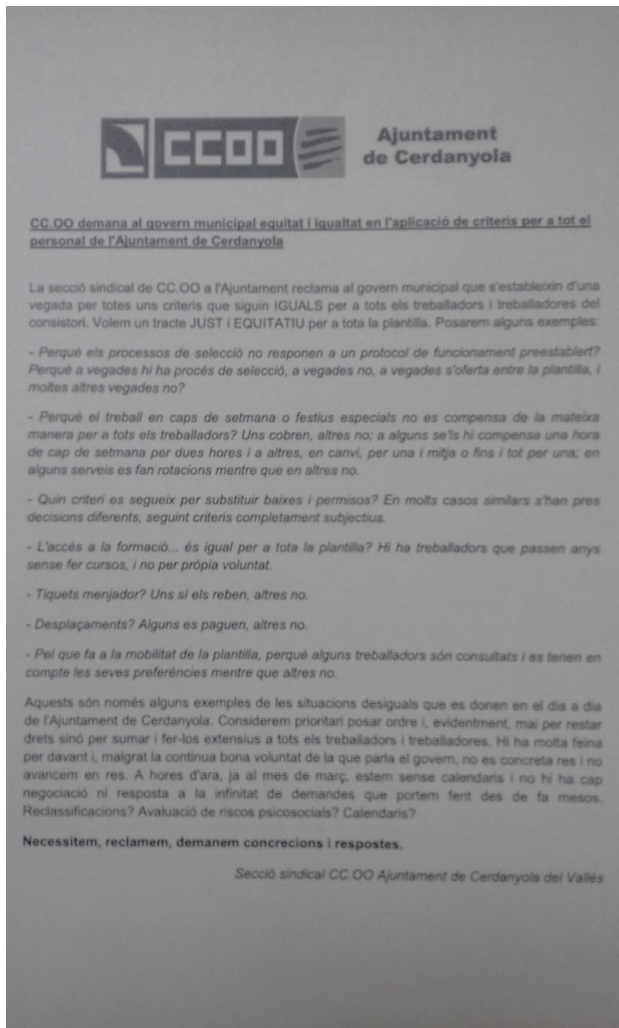 CCOO
Ajuntament
de Cerdanyola
CC.OO demana al govern municipal equitat i igualtat en l'aplicació de criteris per a tot el
personal de l'Ajuntament de Cerdanyola
La secció sindical de CC.OO a l'Ajuntament reclama al govern municipal que s'estableixin d'una
vegada per totes uns criteris que siguin IGUALS per a tots els treballadors i treballadores del
consistori. Volem un tracte JUST i EQUITATIU per a tota la plantilla. Posarem alguns exemples:
- Perquè els processos de selecció no responen a un protocol de funcionament preestablert?
Perquè a vegades hi ha procés de selecció, a vegades no, a vegades s'oferta entre la plantilla, i
moltes altres vegades no?
- Perquè el treball en caps de setmana o festius especials no es compensa de la mateixa
manera per a tots els treballadors? Uns cobren, altres no; a alguns se'ls hi compensa una hora
de cap de setmana per dues hores i a altres, en canvi, per una i mitja o fins i tot per una; en
alguns serveis es fan rotacions mentre que en altres no.
- Quin criteri es segueix per substituir baixes i permisos? En molts casos similars s'han pres
decisions diferents, seguint criteris completament subjectius.
- L'accés a la formació... és igual per a tota la plantilla? Hi ha treballadors que passen anys
sense fer cursos, i no per pròpia voluntat.
- Tiquets menjador? Uns sí els reben, altres no.
- Desplaçaments? Alguns es paguen, altres no.
- Pel que fa a la mobilitat de la plantilla, perquè alguns treballadors són consultats i es tenen en
compte les seves preferències mentre que altres no.
Aquests són només alguns exemples de les situacions desiguals que es donen en el dia a dia
de l'Ajuntament de Cerdanyola. Considerem prioritari posar ordre i, evidentment, mai per restar
drets sinó per sumar i fer-los extensius a tots els treballadors i treballadores. Hi ha molta feina
per davant i, malgrat la contínua bona voluntat de la que parla el govern, no es concreta res i no
avancem en res. A hores d'ara, ja al mes de març, estem sense calendaris i no hi ha cap
negociació ni resposta a la infinitat de demandes que portem fent des de fa mesos.
Reclassificacions? Avaluació de riscos psicosocials? Calendaris?
Necessitem, reclamem, demanem concrecions i respostes.
Secció sindical CC.OO Ajuntament de Cerdanyola del Vallés